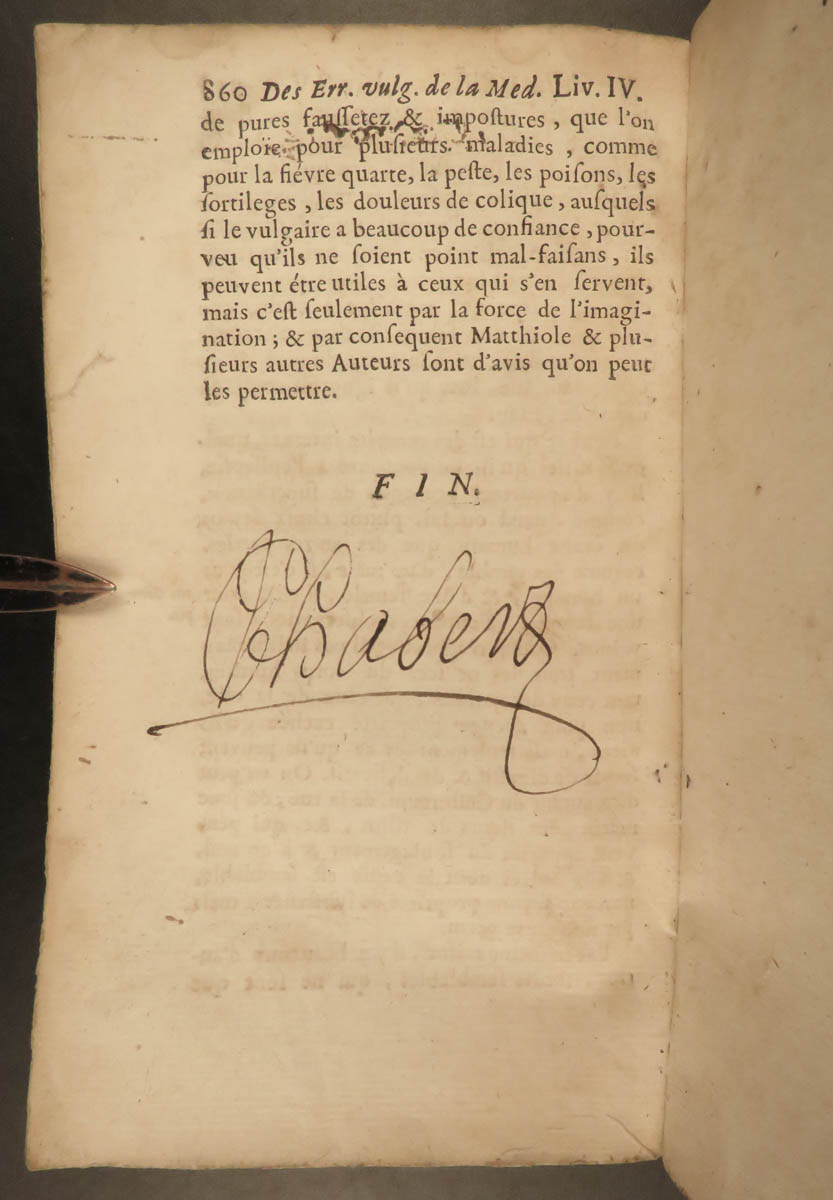 860 Des Err. vulg. de la Med. Liv. IV.
de pures fauſſetez & impoſtures, que l'on
emploïe pour pluſieurs maladies, comme
pour la fiévre quarte, la peſte, les poiſons, les
ſortileges, les douleurs de colique, auſquels
ſi le vulgaire a beaucoup de confiance, pour-
veu qu'ils ne ſoient point mal-faiſans, ils
peuvent étre utiles à ceux qui s'en ſervent,
mais c'eſt ſeulement par la force de l'imagi-
nation; & par conſequent Matthiole & plu-
ſieurs autres Auteurs ſont d'avis qu'on peut
les permettre.
FIN.
Chabert